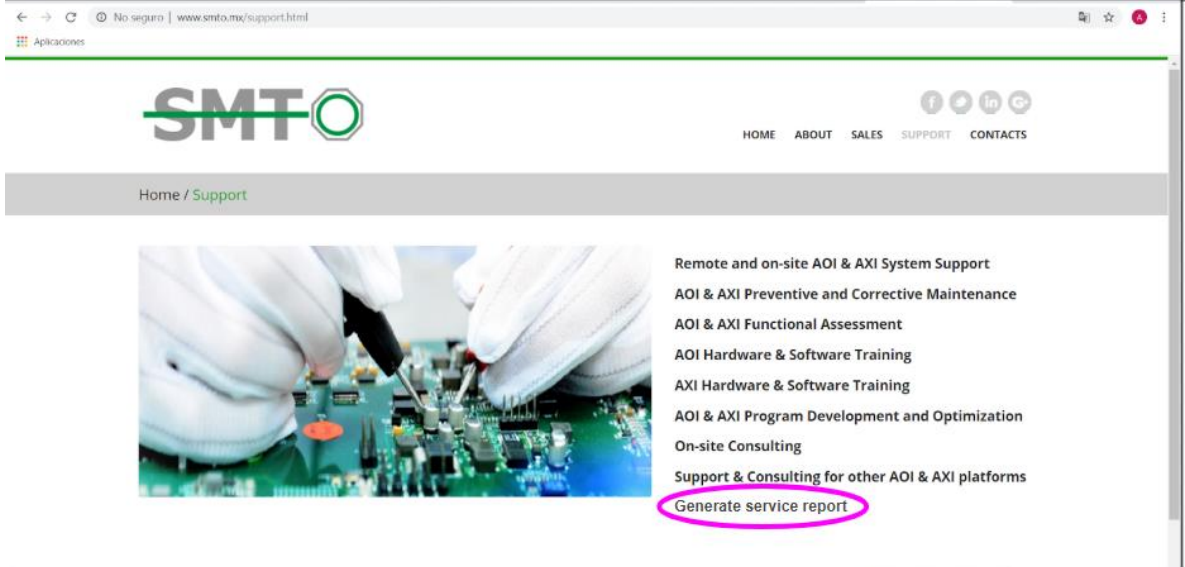 No seguro | www.smto.mx/support.html
A
Aplicaciones
SMTO
f in G+
HOME ABOUT SALES SUPPORT CONTACTS
Home / Support
Remote and on-site AOI & AXI System Support
AOI & AXI Preventive and Corrective Maintenance
AOI & AXI Functional Assessment
AOI Hardware & Software Training
AXI Hardware & Software Training
AOI & AXI Program Development and Optimization
On-site Consulting
Support & Consulting for other AOI & AXI platforms
Generate service report